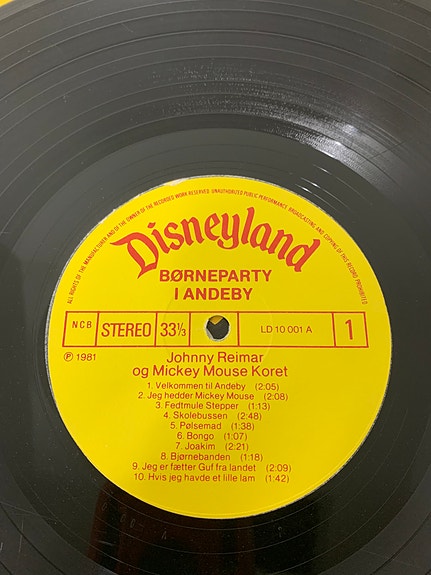 ALL RIGHTS OF THE MANUFACTURER AND OF THE OWNER OF THE RECORDED WORK RESERVED. UNAUTHORIZED PUBLIC PERFORMANCE, BROADCASTING AND COPYING OF THIS RECORD PROHIBITED
Disneyland
BØRNEPARTY
I ANDEBY
NCB STEREO 33⅓ LD 10 001 A 1
Ⓟ 1981
Johnny Reimar
og Mickey Mouse Koret
1. Velkommen til Andeby (2:05)
2. Jeg hedder Mickey Mouse (2:08)
3. Fedtmule Stepper (1:13)
4. Skolebussen (2:48)
5. Pølsemad (1:38)
6. Bongo (1:07)
7. Joakim (2:21)
8. Bjørnebanden (1:18)
9. Jeg er fætter Guf fra landet (2:09)
10. Hvis jeg havde et lille lam (1:42)